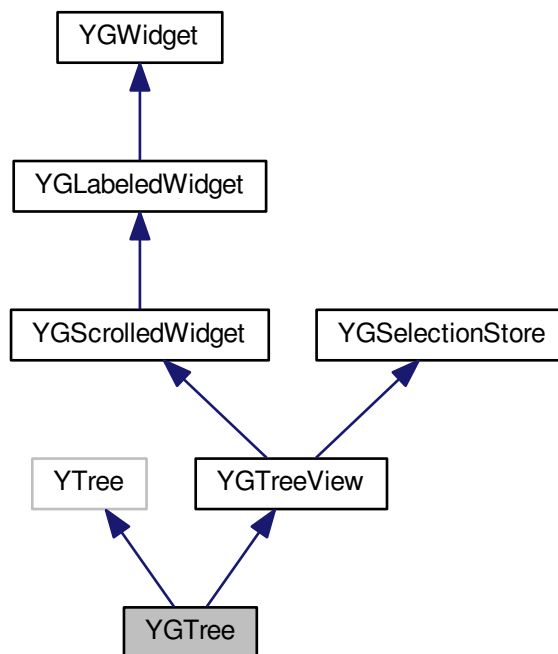 YGWidget
YGLabeledWidget
YGScrolledWidget
YGSelectionStore
YTree
YGTreeView
YGTree